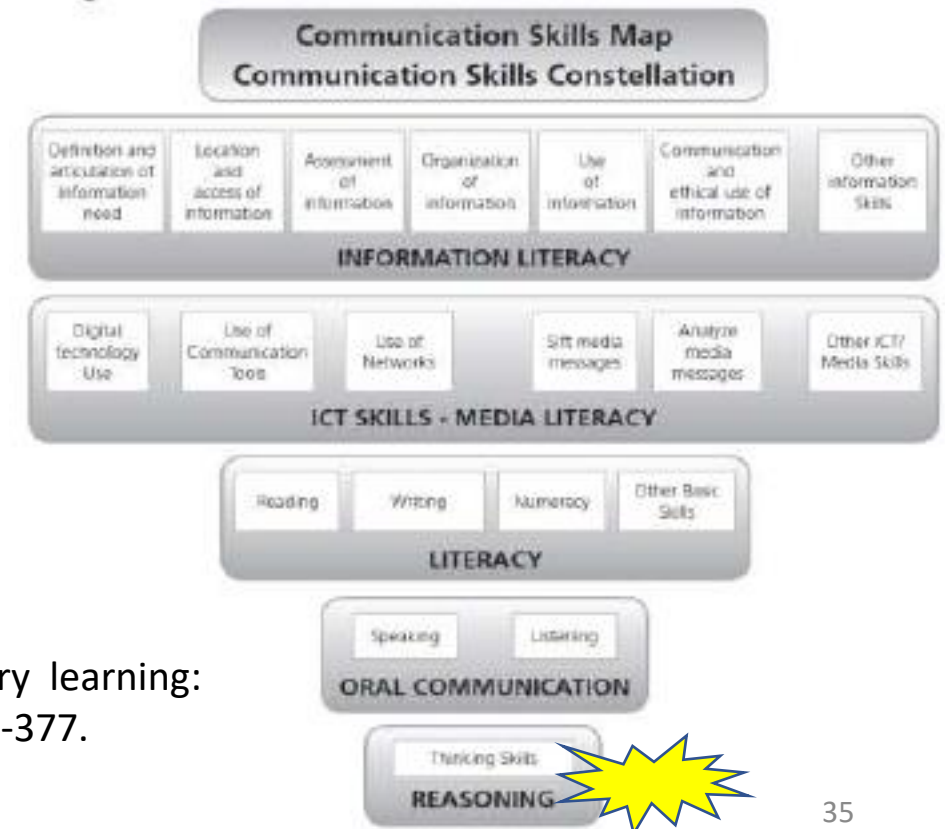 Communication Skills Map
Communication Skills Constellation
Definition and
articulation of
information
need
Location
and
access of
information
Assessment
of
information
Organization
of
information
Use
of
information
Communication
and
ethical use of
information
Other
information
Skills
INFORMATION LITERACY
Digital
technology
Use
Use of
Communication
Tools
Use of
Networks
Sift media
messages
Analyze
media
messages
Other ICT/
Media Skills
ICT SKILLS - MEDIA LITERACY
Reading
Writing
Numeracy
Other Basic
Skills
LITERACY
Speaking
Listening
ORAL COMMUNICATION
ry learning:
-377.
Thinking Skills
REASONING
35